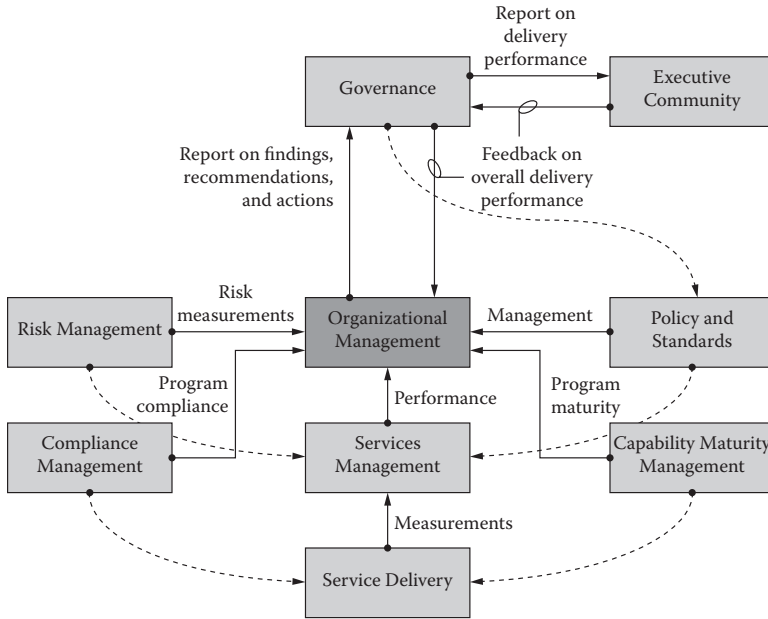 Report on
delivery
performance
Governance
Executive
Community
Report on findings,
recommendations,
and actions
Feedback on
overall delivery
performance
Risk Management
Risk
measurements
Organizational
Management
Management
Policy and
Standards
Program
compliance
Performance
Program
maturity
Compliance
Management
Services
Management
Capability Maturity
Management
Measurements
Service Delivery